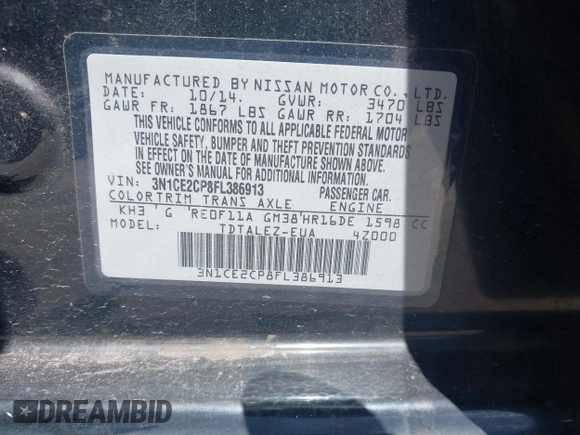 MANUFACTURED BY NISSAN MOTOR CO., LTD.
DATE: 10/14. GVWR: 3470 LBS
GAWR FR: 1867 LBS GAWR RR: 1704 LBS
THIS VEHICLE CONFORMS TO ALL APPLICABLE FEDERAL MOTOR
VEHICLE SAFETY, BUMPER AND THEFT PREVENTION STANDARDS
IN EFFECT ON THE DATE OF MANUFACTURE SHOWN ABOVE.
SEE OWNER'S MANUAL FOR ADDITIONAL INFORMATION.
VIN: 3N1CE2CP8FL386913 PASSENGER CAR.
COLOR TRIM TRANS AXLE ENGINE
KH3 G RE0F11A GM38 HR16DE 1598 CC
MODEL: TDTALEZ-EUA 4Z000
3N1CE2CP8FL386913
DREAMBID